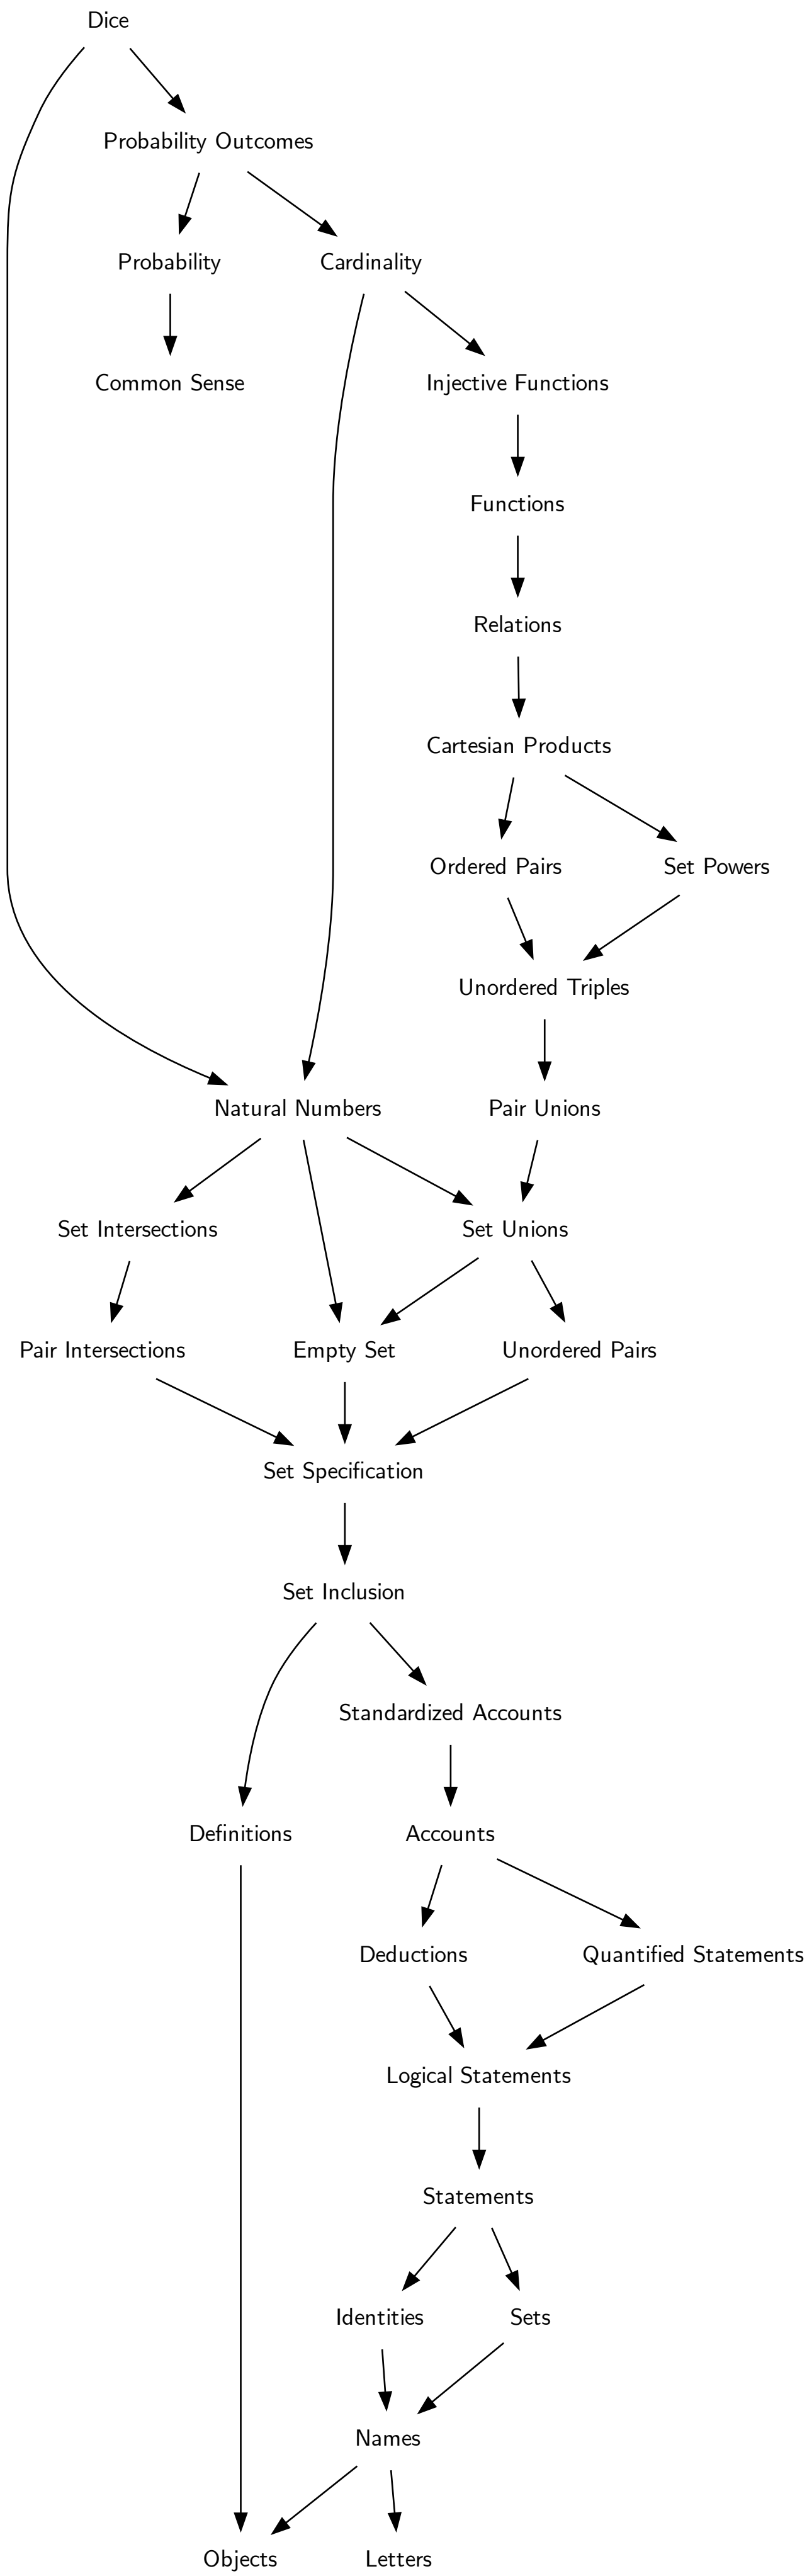 Dice
Probability Outcomes
Probability
Cardinality
Common Sense
Injective Functions
Functions
Relations
Cartesian Products
Ordered Pairs
Set Powers
Unordered Triples
Natural Numbers
Pair Unions
Set Intersections
Set Unions
Pair Intersections
Empty Set
Unordered Pairs
Set Specification
Set Inclusion
Standardized Accounts
Definitions
Accounts
Deductions
Quantified Statements
Logical Statements
Statements
Identities
Sets
Names
Objects
Letters